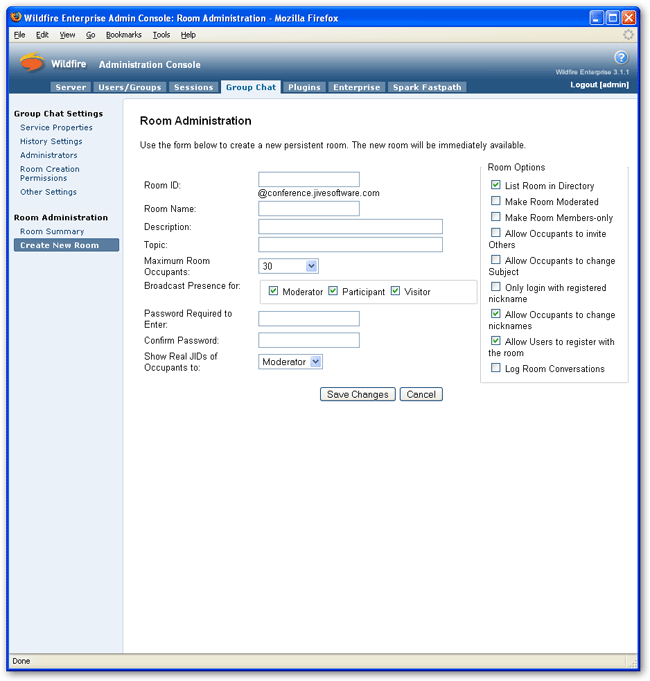 Wildfire Enterprise Admin Console: Room Administration - Mozilla Firefox
File Edit View Go Bookmarks Tools Help
Wildfire Administration Console
?
Wildfire Enterprise 3.1.1
Server Users/Groups Sessions Group Chat Plugins Enterprise Spark Fastpath
Logout [admin]
Group Chat Settings
Service Properties
History Settings
Administrators
Room Creation
Permissions
Other Settings
Room Administration
Room Summary
Create New Room
Room Administration
Use the form below to create a new persistent room. The new room will be immediately available.
Room ID:
@conference.jivesoftware.com
Room Name:
Description:
Topic:
Maximum Room
Occupants:
30
Broadcast Presence for:
Moderator Participant Visitor
Password Required to
Enter:
Confirm Password:
Show Real JIDs of
Occupants to:
Moderator
Save Changes Cancel
Room Options
List Room in Directory
Make Room Moderated
Make Room Members-only
Allow Occupants to invite
Others
Allow Occupants to change
Subject
Only login with registered
nickname
Allow Occupants to change
nicknames
Allow Users to register with
the room
Log Room Conversations
Done